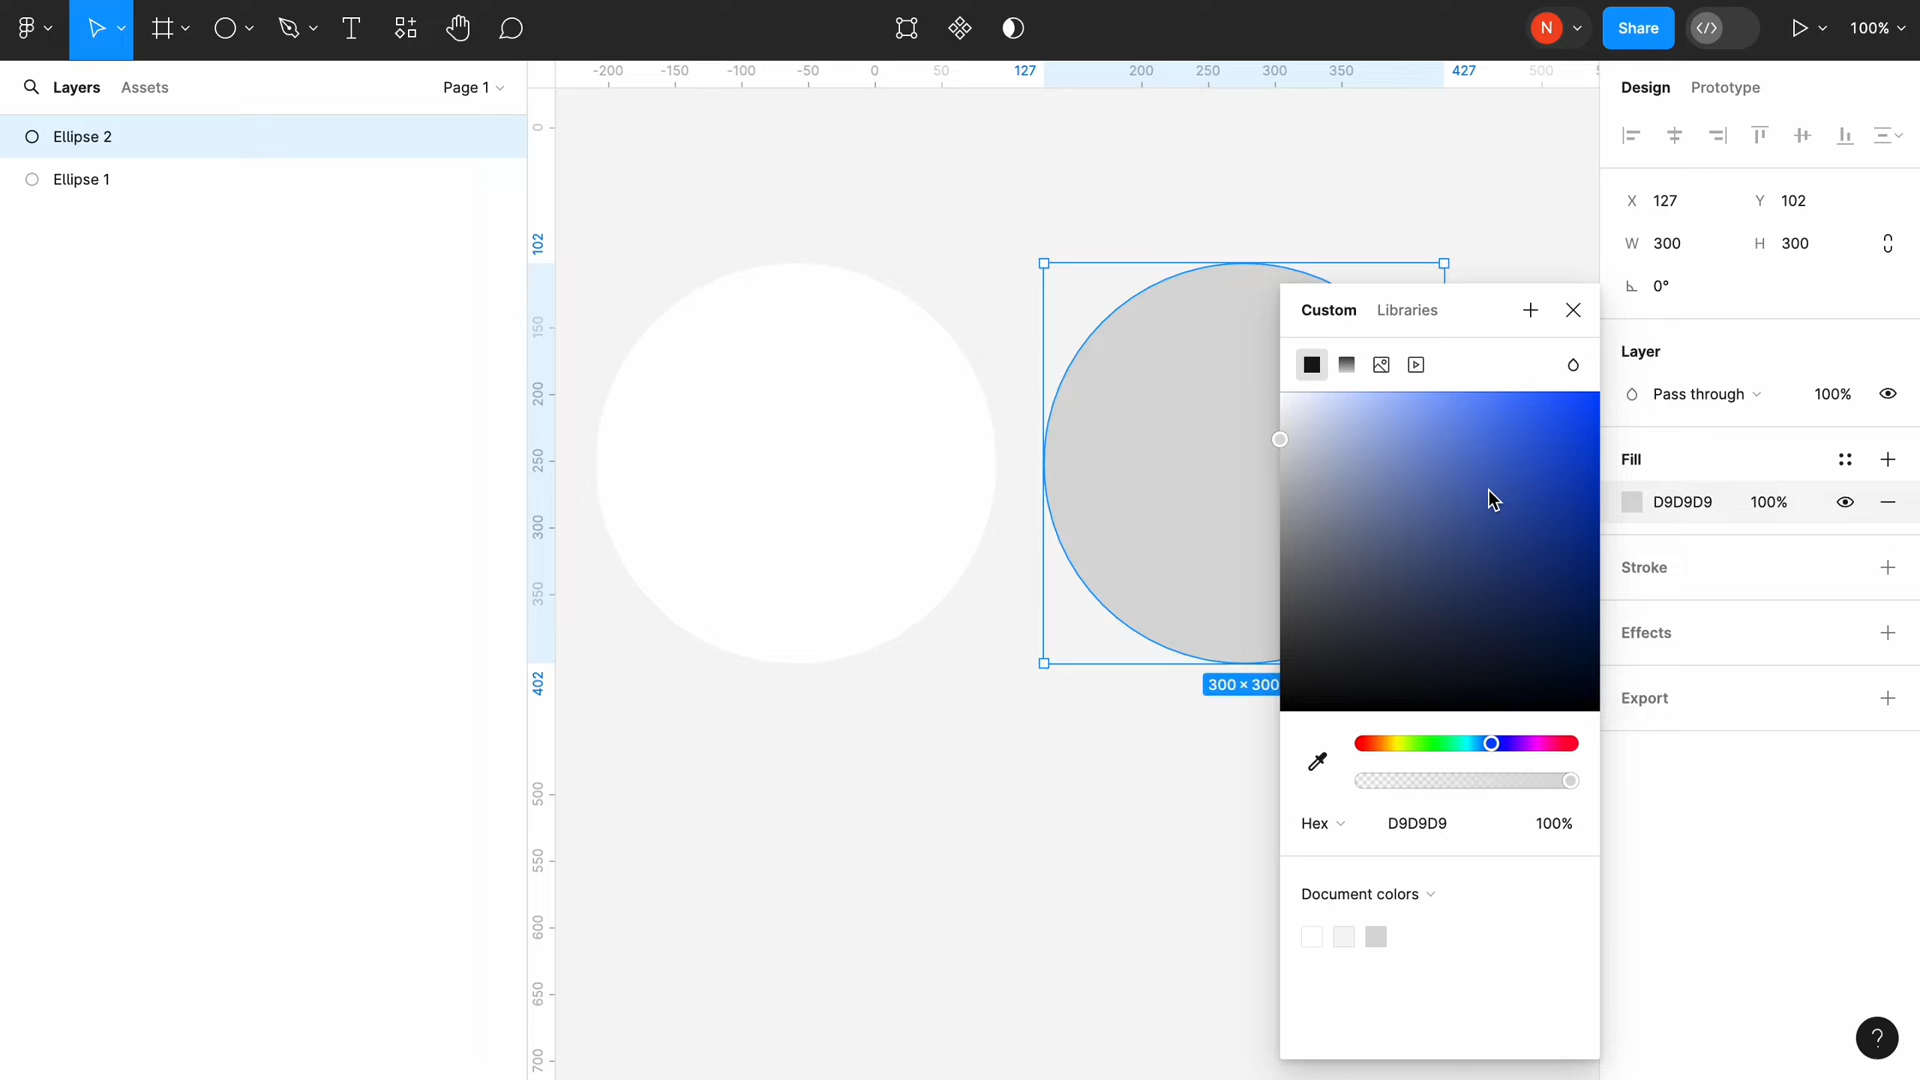 N
Share
100%
Layers
Assets
Page 1
-200
-150
-100
-50
0
50
127
200
250
300
350
427
500
Design
Prototype
Ellipse 2
Ellipse 1
0
102
150
200
250
300
350
402
500
550
600
650
700
300 × 300
Custom
Libraries
Hex
D9D9D9
100%
Document colors
X 127
Y 102
W 300
H 300
0°
Layer
Pass through
100%
Fill
D9D9D9
100%
Stroke
Effects
Export
?